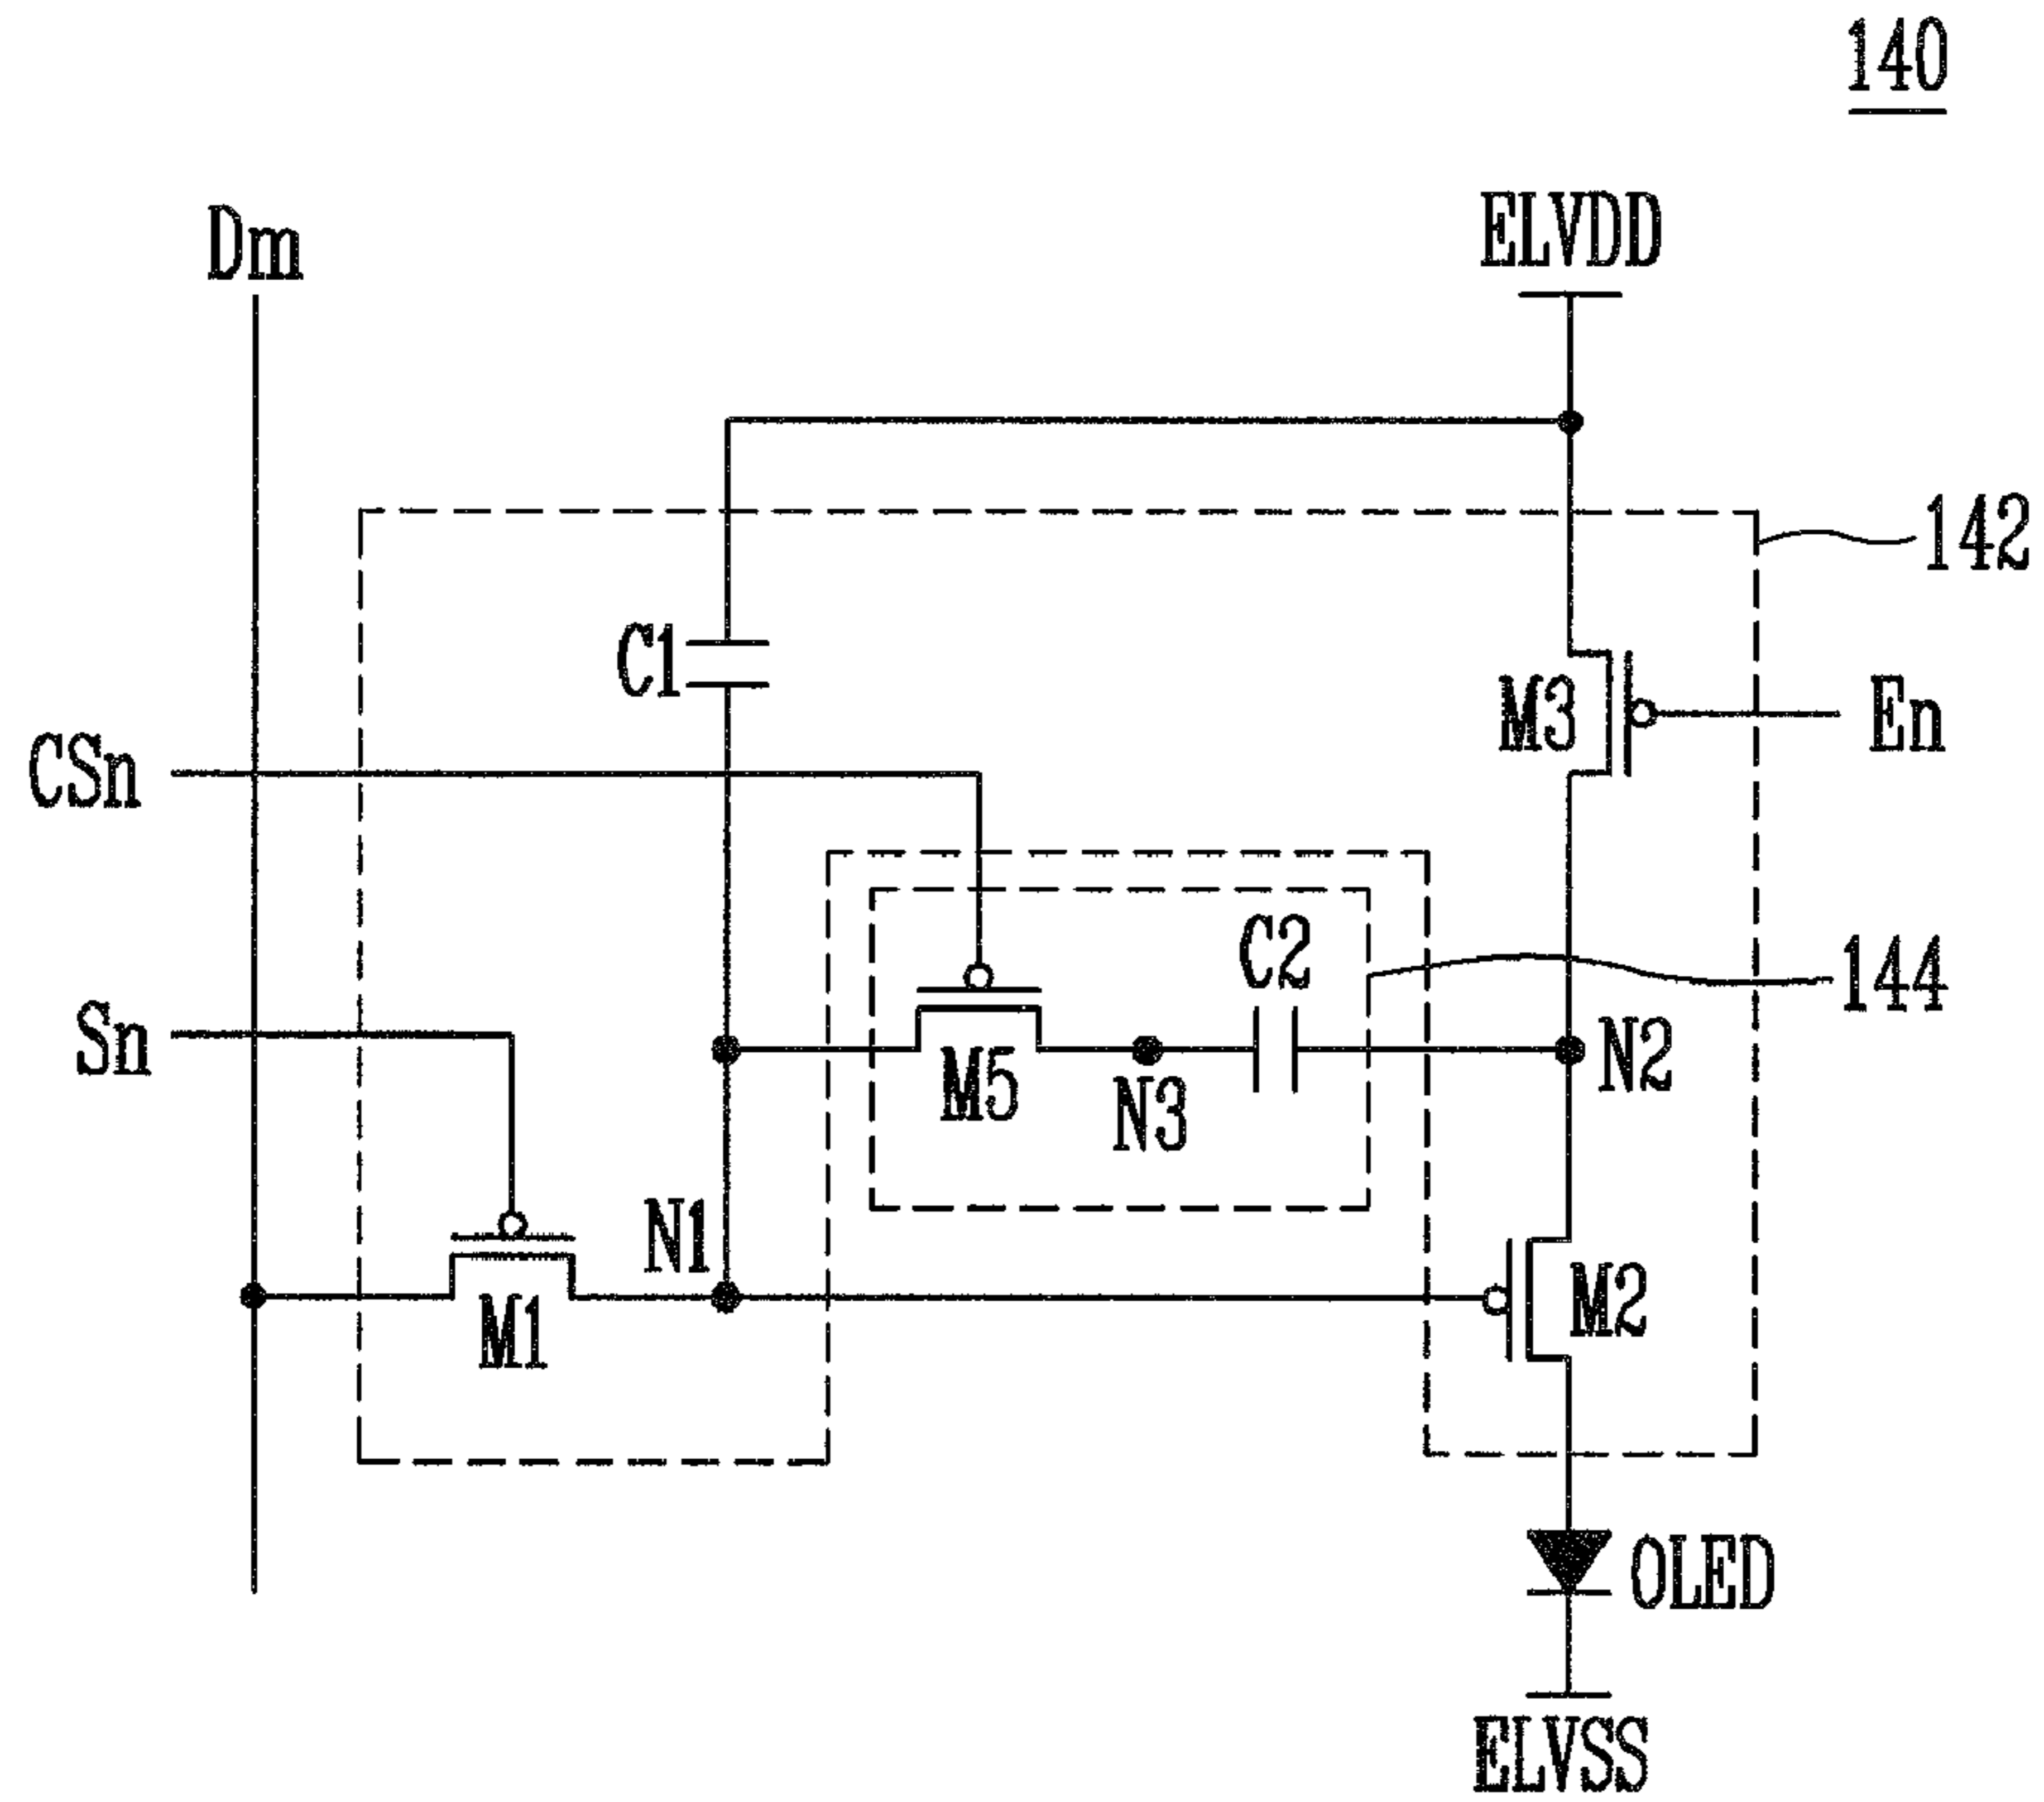 140
Dm
ELVDD
142
C1
M3
En
CSn
C2
144
Sn
M5
N3
N2
N1
M1
M2
OLED
ELVSS